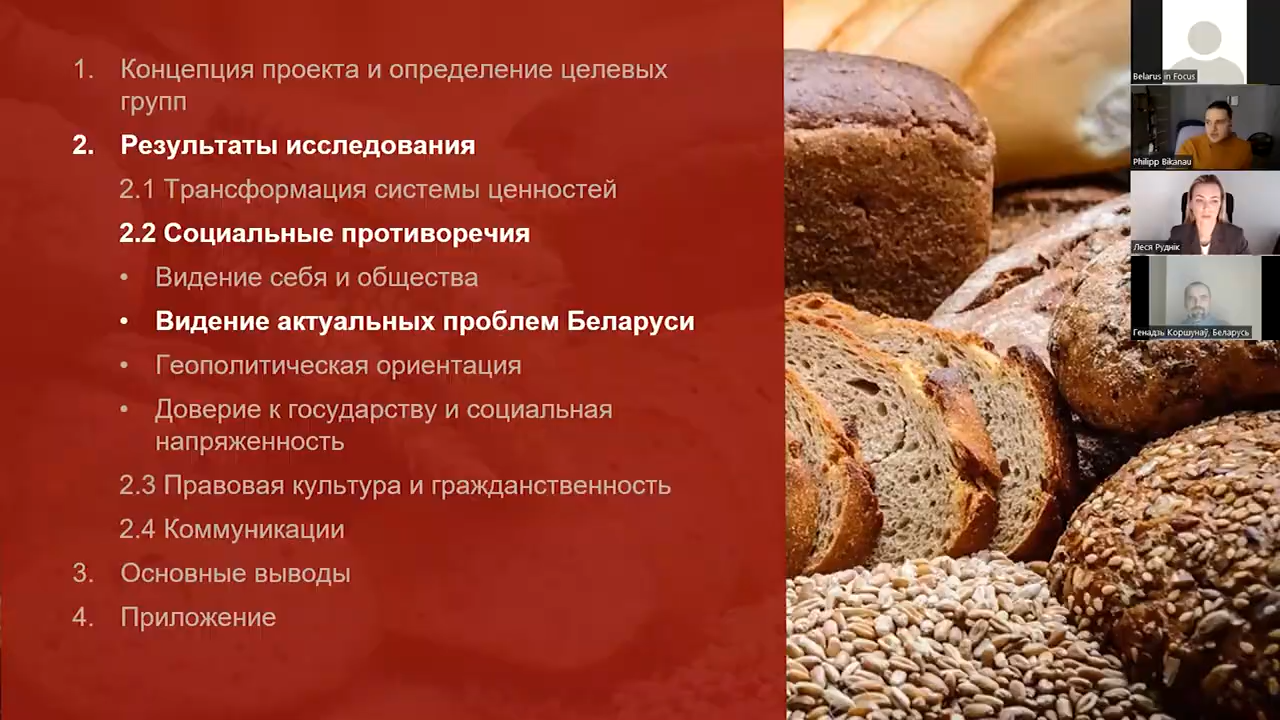 1. Концепция проекта и определение целевых
групп
2. Результаты исследования
2.1 Трансформация системы ценностей
2.2 Социальные противоречия
• Видение себя и общества
• Видение актуальных проблем Беларуси
• Геополитическая ориентация
• Доверие к государству и социальная
напряженность
2.3 Правовая культура и гражданственность
2.4 Коммуникации
3. Основные выводы
4. Приложение
Belarus in Focus
Philipp Bikanau
Леся Руднік
Генадзь Коршунаў, Беларусь